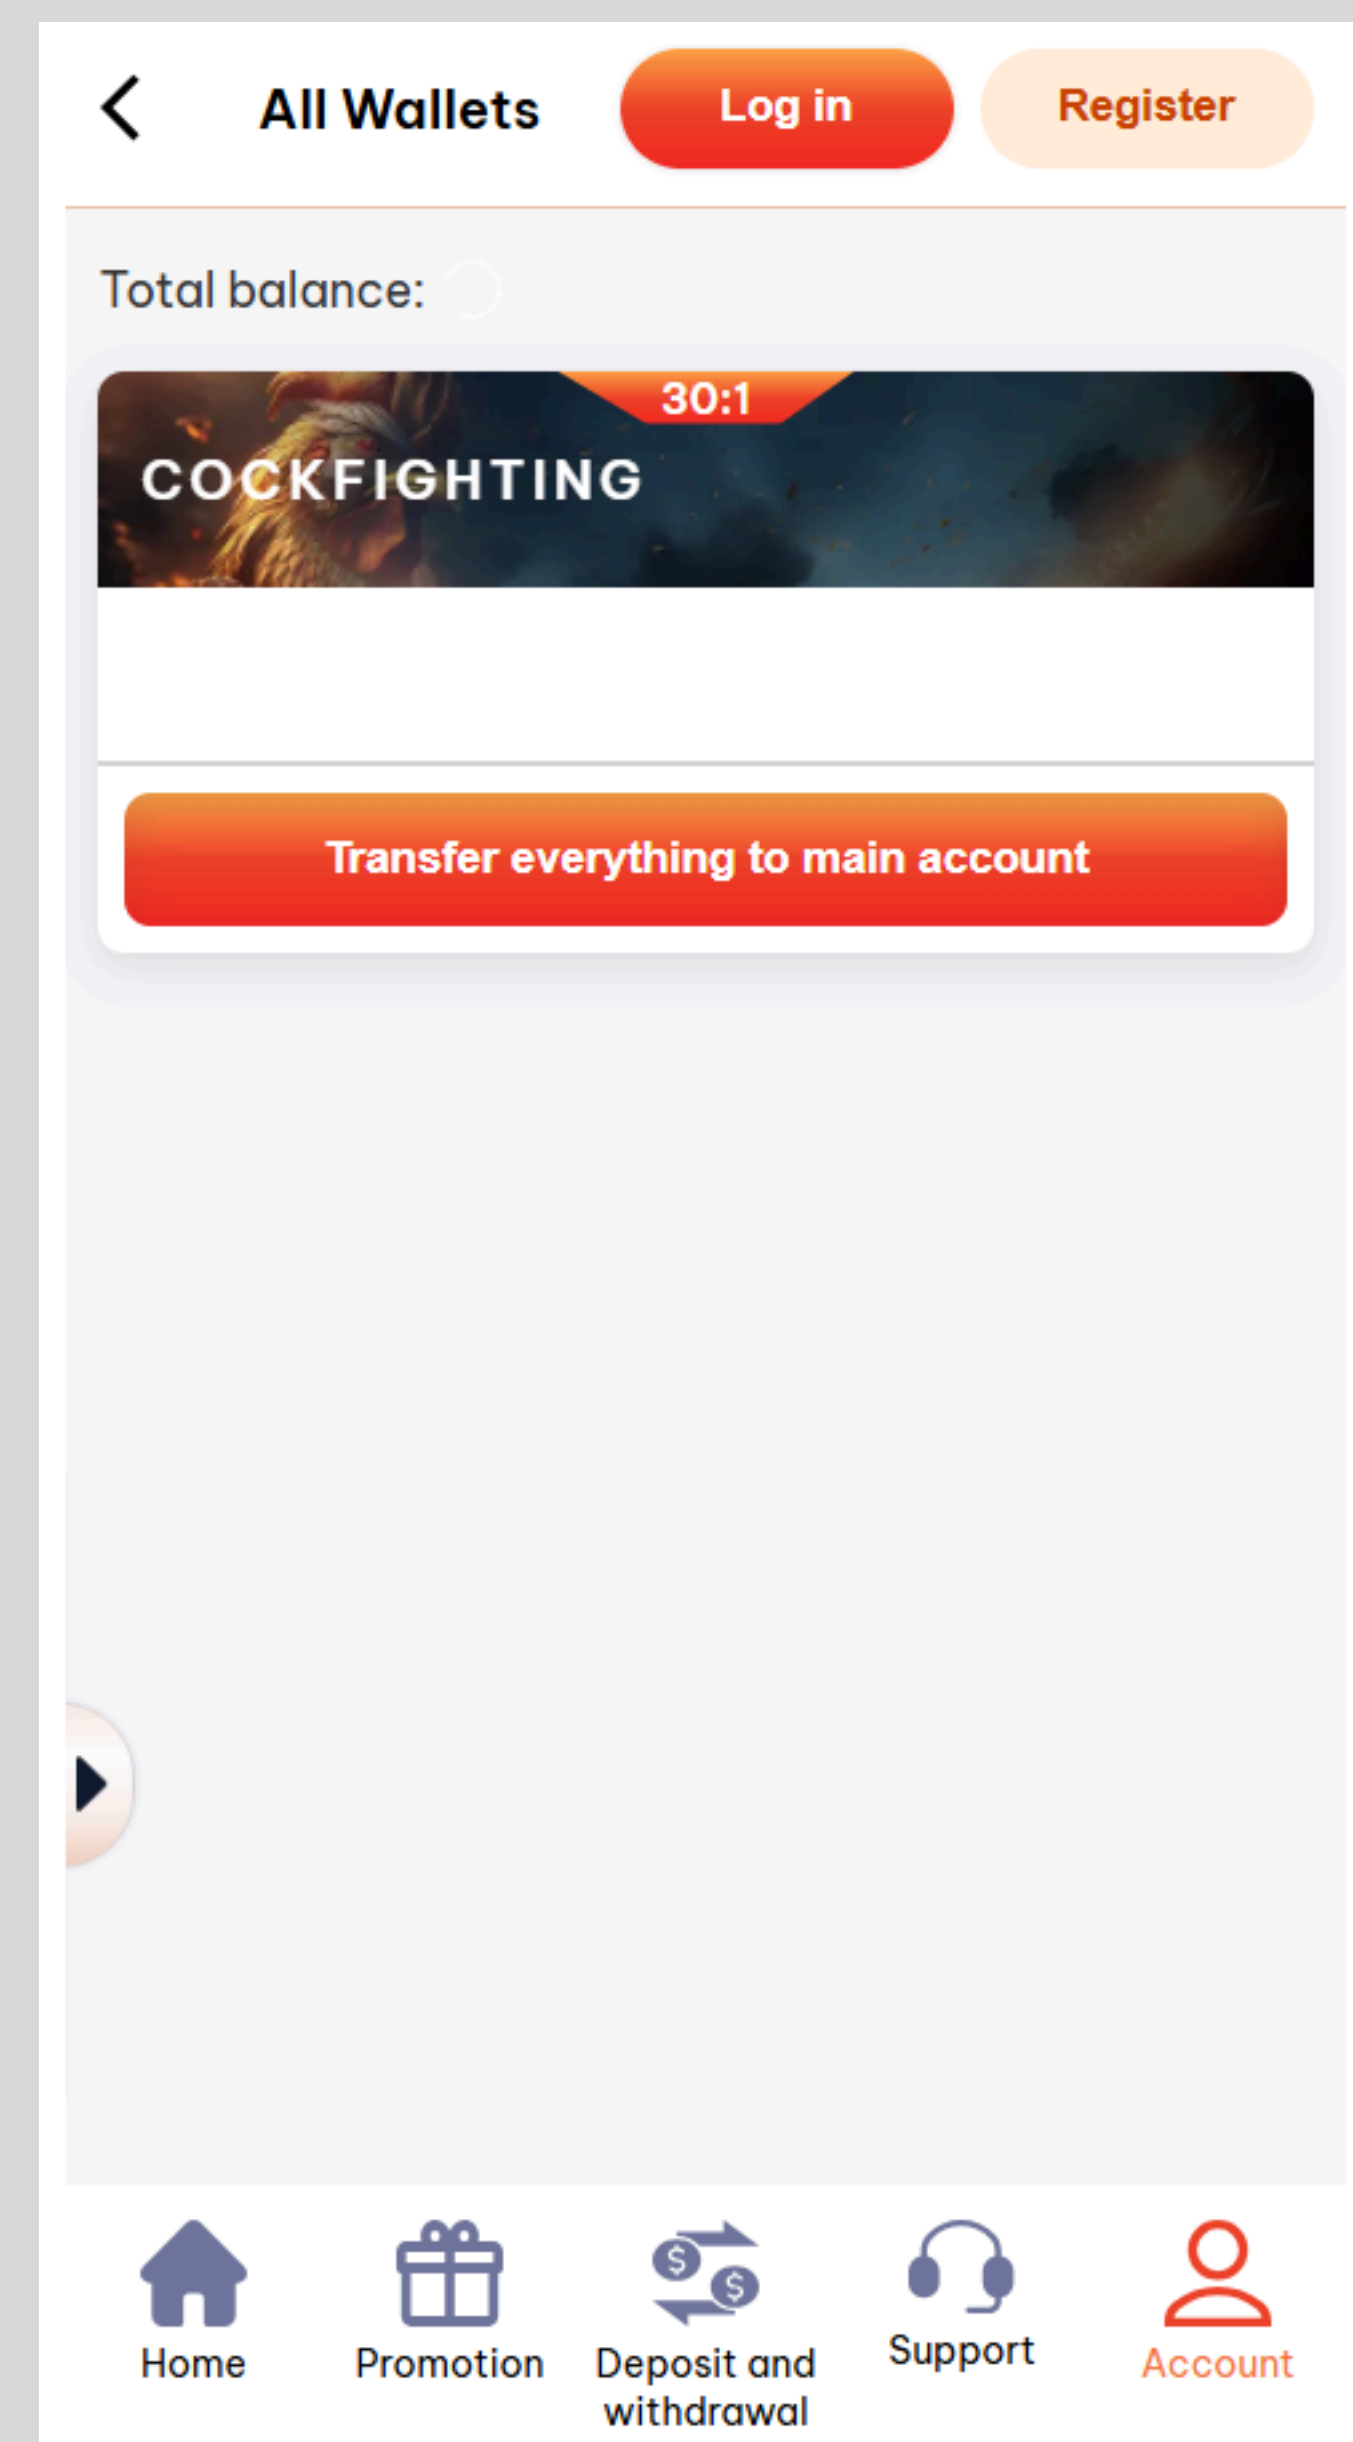 All Wallets
Log in
Register
Total balance:
30:1
COCKFIGHTING
Transfer everything to main account
Home
Promotion
Deposit and
withdrawal
Support
Account